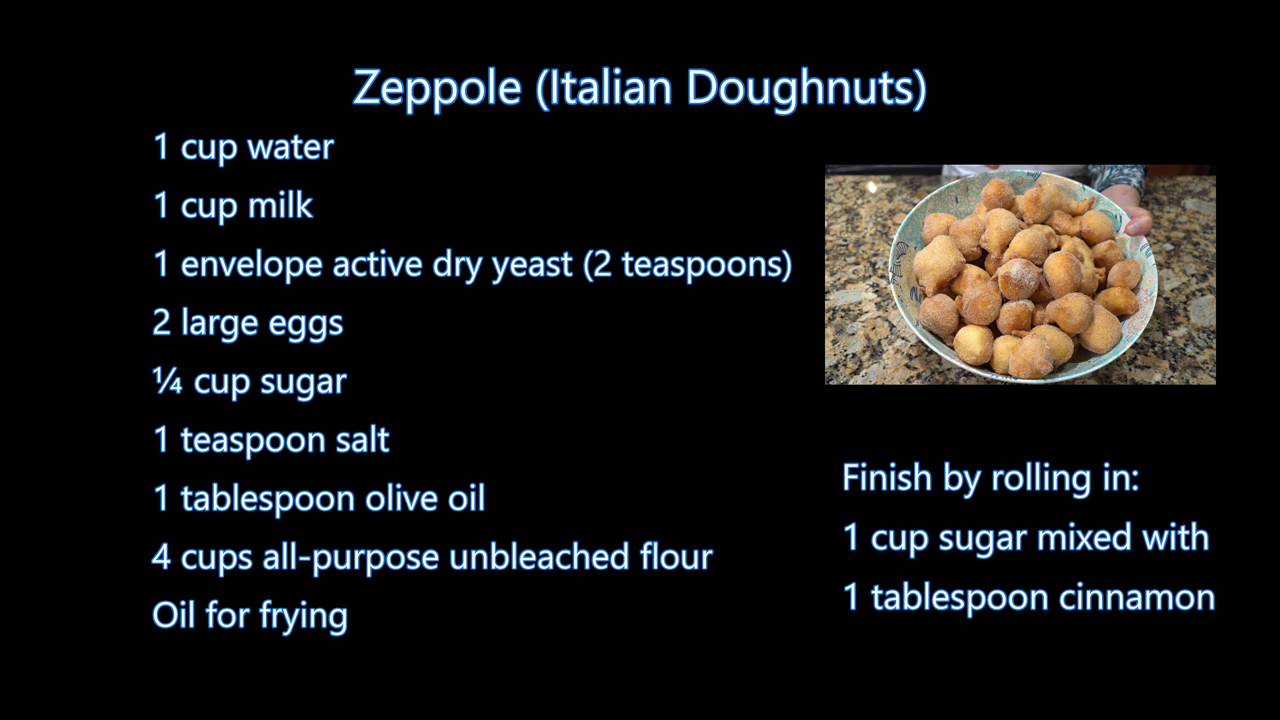 Zeppole (Italian Doughnuts)
1 cup water
1 cup milk
1 envelope active dry yeast (2 teaspoons)
2 large eggs
¼ cup sugar
1 teaspoon salt
1 tablespoon olive oil
4 cups all-purpose unbleached flour
Oil for frying
Finish by rolling in:
1 cup sugar mixed with
1 tablespoon cinnamon